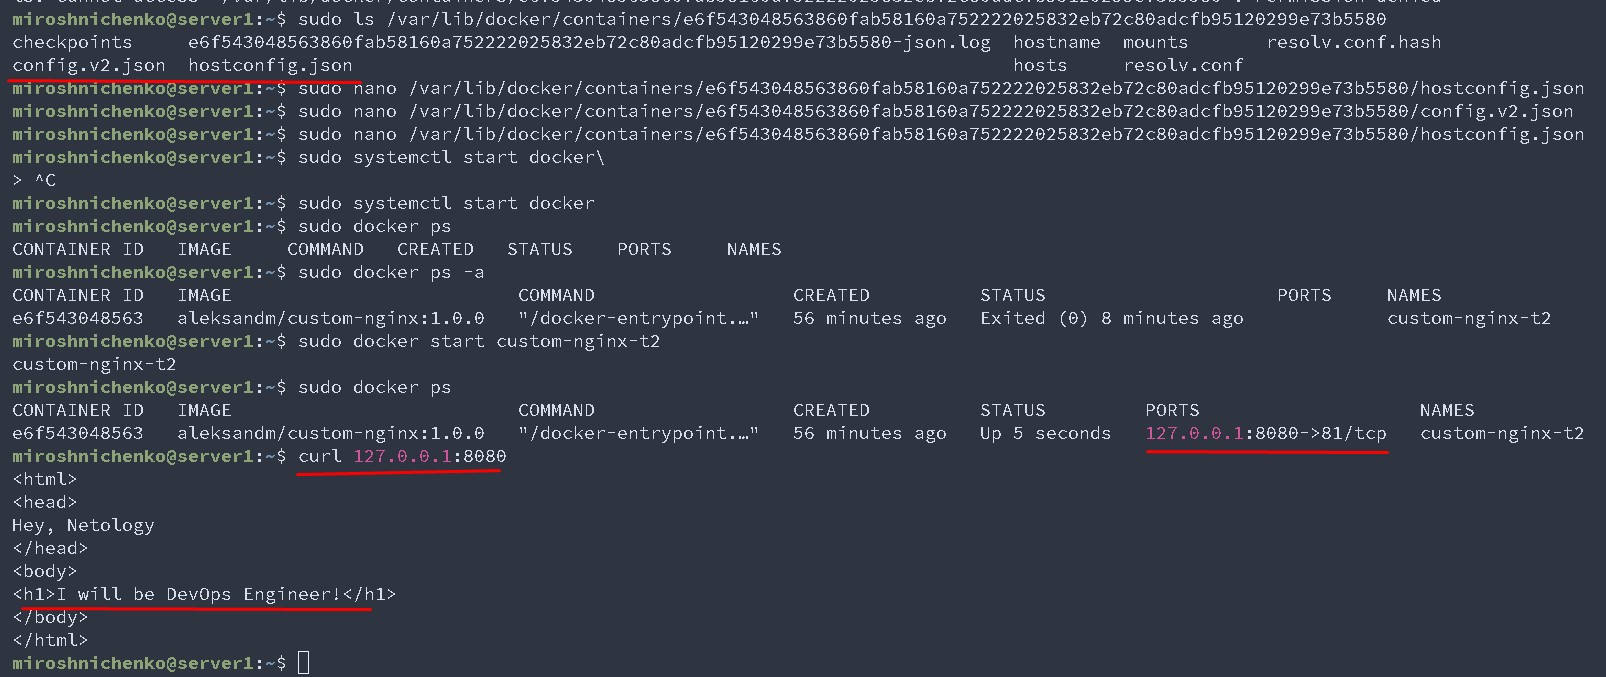 miroshnichenko@server1:~$ sudo ls /var/lib/docker/containers/e6f543048563860fab58160a752222025832eb72c80adcfb95120299e73b5580
checkpoints     e6f543048563860fab58160a752222025832eb72c80adcfb95120299e73b5580-json.log  hostname  mounts       resolv.conf.hash
config.v2.json  hostconfig.json                                                            hosts     resolv.conf
miroshnichenko@server1:~$ sudo nano /var/lib/docker/containers/e6f543048563860fab58160a752222025832eb72c80adcfb95120299e73b5580/hostconfig.json
miroshnichenko@server1:~$ sudo nano /var/lib/docker/containers/e6f543048563860fab58160a752222025832eb72c80adcfb95120299e73b5580/config.v2.json
miroshnichenko@server1:~$ sudo nano /var/lib/docker/containers/e6f543048563860fab58160a752222025832eb72c80adcfb95120299e73b5580/hostconfig.json
miroshnichenko@server1:~$ sudo systemctl start docker\
> ^C
miroshnichenko@server1:~$ sudo systemctl start docker
miroshnichenko@server1:~$ sudo docker ps
CONTAINER ID   IMAGE     COMMAND   CREATED   STATUS    PORTS     NAMES
miroshnichenko@server1:~$ sudo docker ps -a
CONTAINER ID   IMAGE                          COMMAND                  CREATED          STATUS                     PORTS     NAMES
e6f543048563   aleksandm/custom-nginx:1.0.0   "/docker-entrypoint.…"   56 minutes ago   Exited (0) 8 minutes ago             custom-nginx-t2
miroshnichenko@server1:~$ sudo docker start custom-nginx-t2
custom-nginx-t2
miroshnichenko@server1:~$ sudo docker ps
CONTAINER ID   IMAGE                          COMMAND                  CREATED          STATUS         PORTS                    NAMES
e6f543048563   aleksandm/custom-nginx:1.0.0   "/docker-entrypoint.…"   56 minutes ago   Up 5 seconds   127.0.0.1:8080->81/tcp   custom-nginx-t2
miroshnichenko@server1:~$ curl 127.0.0.1:8080
<html>
<head>
Hey, Netology
</head>
<body>
<h1>I will be DevOps Engineer!</h1>
</body>
</html>
miroshnichenko@server1:~$